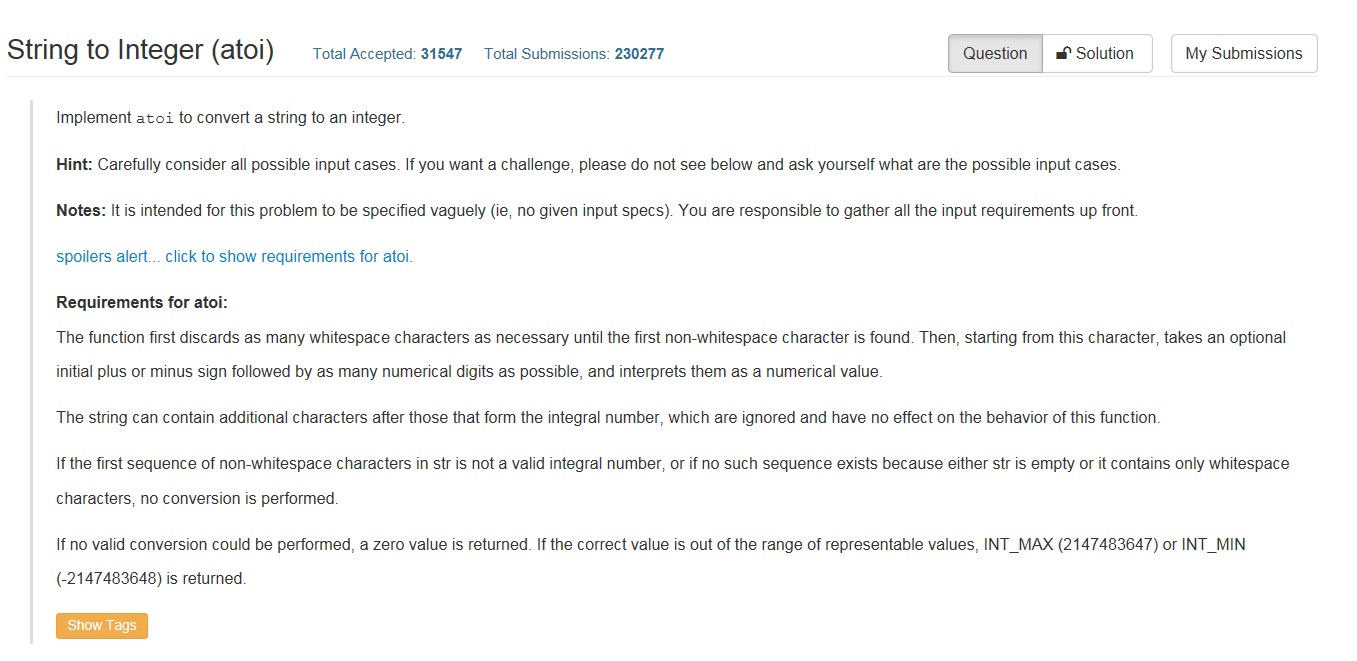 String to Integer (atoi) Total Accepted: 31547 Total Submissions: 230277 Question Solution My Submissions
Implement atoi to convert a string to an integer.
Hint: Carefully consider all possible input cases. If you want a challenge, please do not see below and ask yourself what are the possible input cases.
Notes: It is intended for this problem to be specified vaguely (ie, no given input specs). You are responsible to gather all the input requirements up front.
spoilers alert... click to show requirements for atoi.
Requirements for atoi:
The function first discards as many whitespace characters as necessary until the first non-whitespace character is found. Then, starting from this character, takes an optional
initial plus or minus sign followed by as many numerical digits as possible, and interprets them as a numerical value.
The string can contain additional characters after those that form the integral number, which are ignored and have no effect on the behavior of this function.
If the first sequence of non-whitespace characters in str is not a valid integral number, or if no such sequence exists because either str is empty or it contains only whitespace
characters, no conversion is performed.
If no valid conversion could be performed, a zero value is returned. If the correct value is out of the range of representable values, INT_MAX (2147483647) or INT_MIN
(-2147483648) is returned.
Show Tags